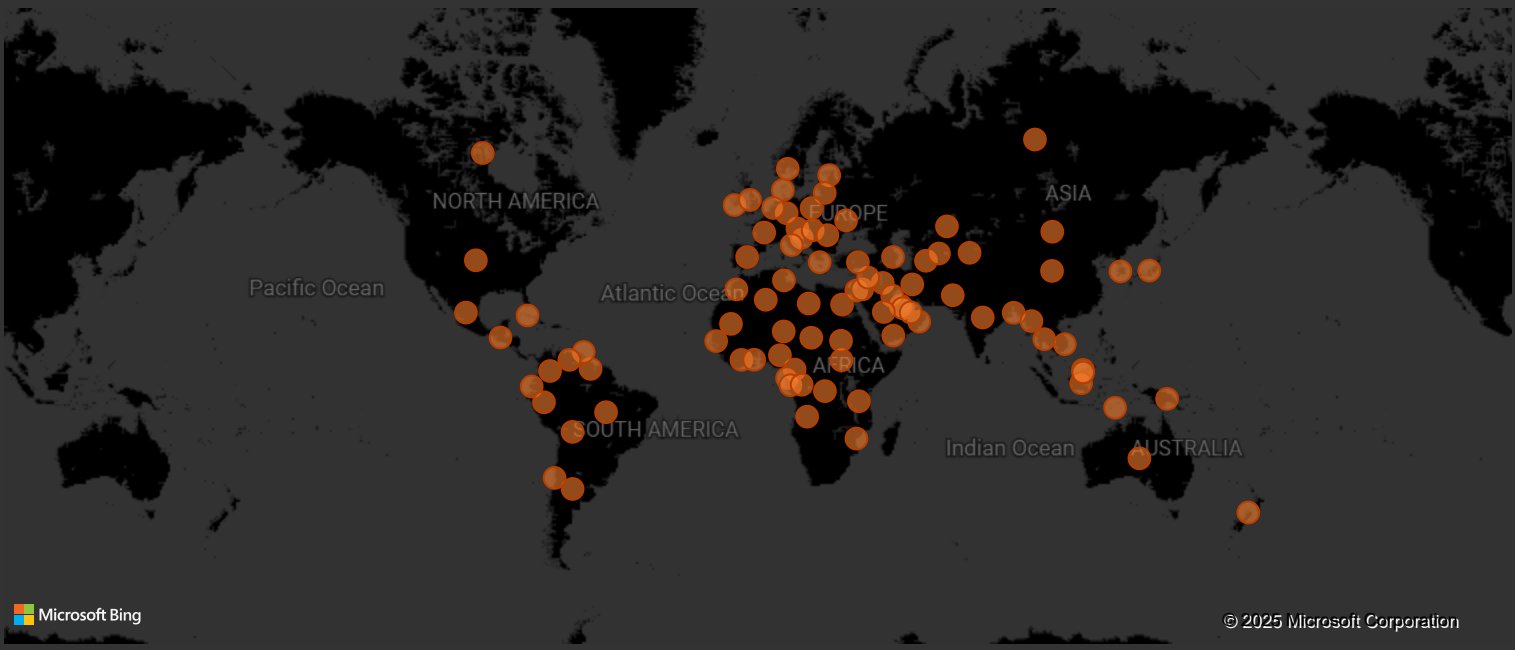 ASIA
NORTH AMERICA
EUROPE
Pacific Ocean
Atlantic Ocean
AFRICA
SOUTH AMERICA
Indian Ocean
AUSTRALIA
Microsoft Bing
© 2025 Microsoft Corporation